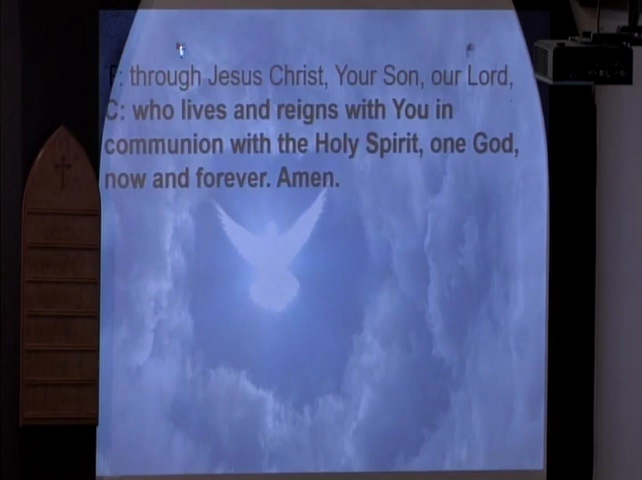 P: through Jesus Christ, Your Son, our Lord,
C: who lives and reigns with You in
communion with the Holy Spirit, one God,
now and forever. Amen.